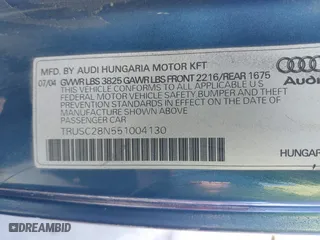 MFD. BY AUDI HUNGARIA MOTOR KFT
07/04 GVWR LBS 3825 GAWR LBS FRONT 2216/REAR 1675
THIS VEHICLE CONFORMS TO ALL APPLICABLE U S
FEDERAL MOTOR VEHICLE SAFETY BUMPER AND THEFT
PREVENTION STANDARDS IN EFFECT ON THE DATE OF
MANUFACTURE SHOWN ABOVE
PASSENGER CAR
TRUSC28N551004130
Audi
HUNGAR
DREAMBID